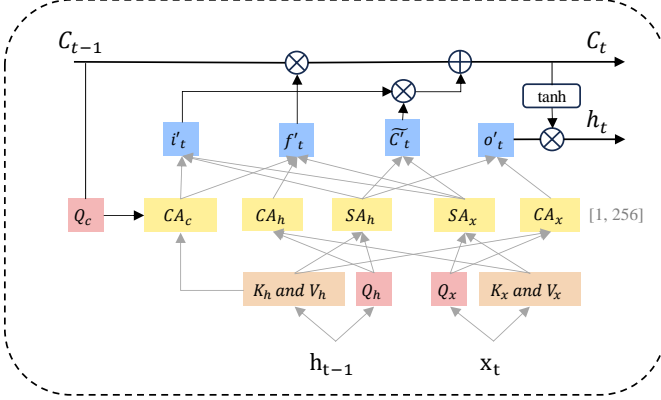 C_{t-1} C_t
tanh
h_t
i'_t f'_t \widetilde{C'}_t o'_t
Q_c CA_c CA_h SA_h SA_x CA_x [1, 256]
K_h and V_h Q_h Q_x K_x and V_x
h_{t-1} x_t